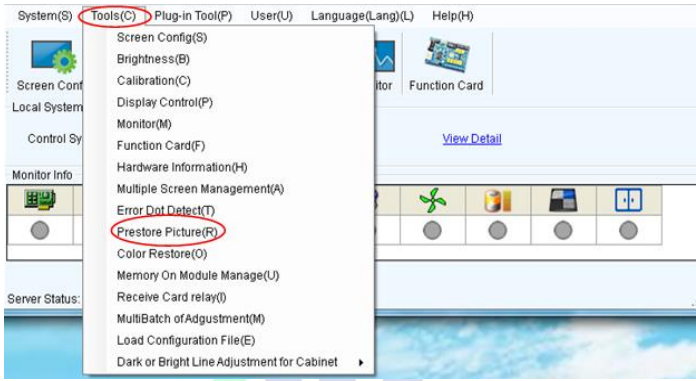 System(S) Tools(C) Plug-in Tool(P) User(U) Language(Lang)(L) Help(H)
Screen Config(S)
Brightness(B)
Calibration(C)
Display Control(P)
Monitor(M)
Function Card(F)
Hardware Information(H)
Multiple Screen Management(A)
Error Dot Detect(T)
Prestore Picture(R)
Color Restore(O)
Memory On Module Manage(U)
Receive Card relay(I)
MultiBatch ofAdgustment(M)
Load Configuration File(E)
Dark or Bright Line Adjustment for Cabinet
Screen Conf
itor Function Card
Local System
Control Sy
View Detail
Monitor Info
Server Status: